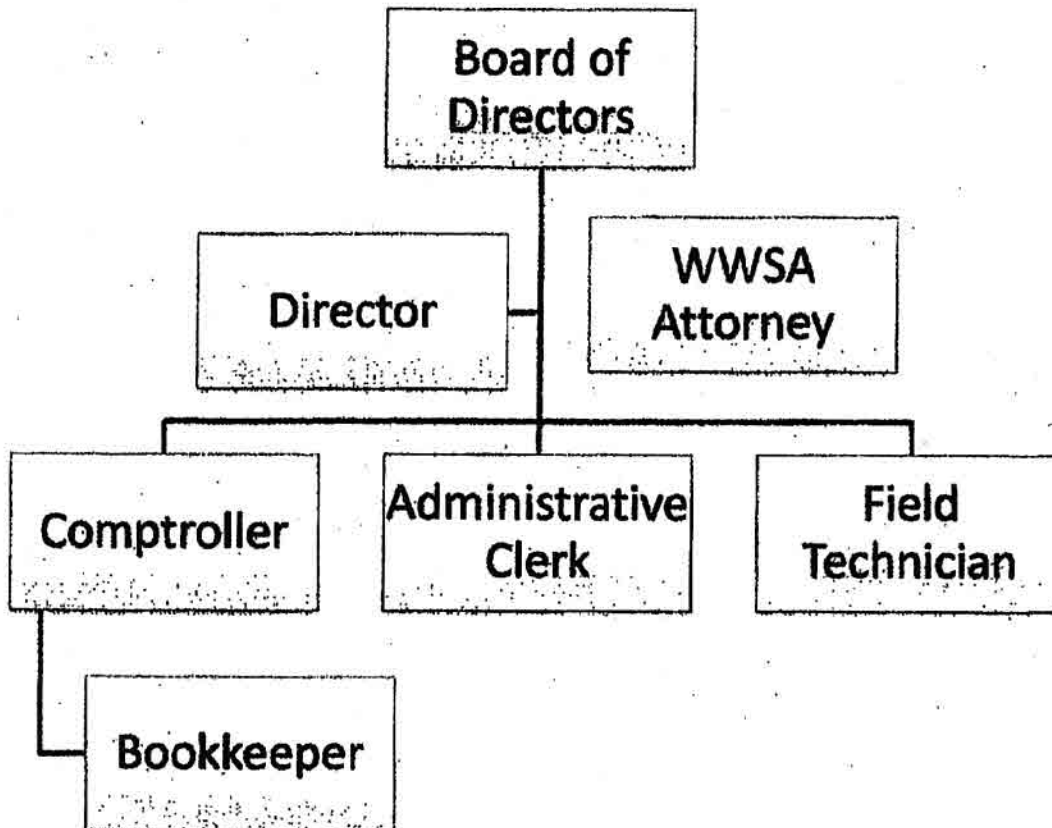 Board of
Directors
Director
WWSA
Attorney
Comptroller
Administrative
Clerk
Field
Technician
Bookkeeper